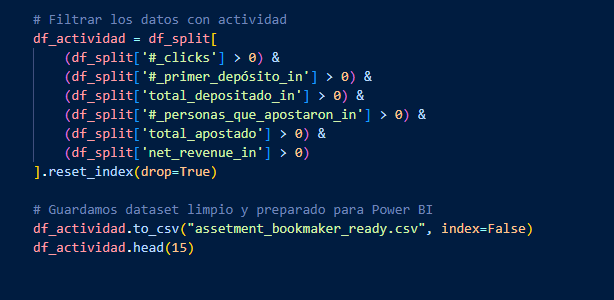 # Filtrar los datos con actividad
df_actividad = df_split[
    (df_split['#_clicks'] > 0) &
    (df_split['#_primer_depósito_in'] > 0) &
    (df_split['total_depositado_in'] > 0) &
    (df_split['#_personas_que_apostaron_in'] > 0) &
    (df_split['total_apostado'] > 0) &
    (df_split['net_revenue_in'] > 0)
].reset_index(drop=True)

# Guardamos dataset limpio y preparado para Power BI
df_actividad.to_csv("assetment_bookmaker_ready.csv", index=False)
df_actividad.head(15)